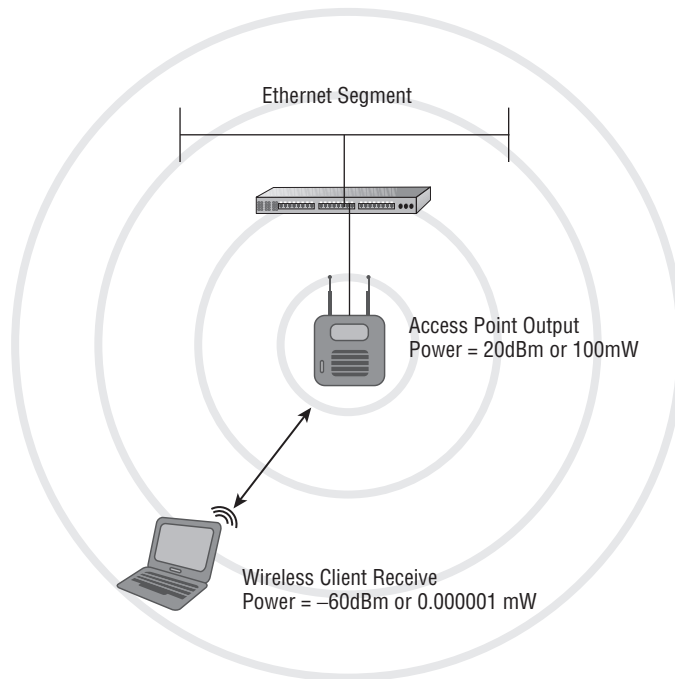 Ethernet Segment
Access Point Output
Power = 20dBm or 100mW
Wireless Client Receive
Power = –60dBm or 0.000001 mW